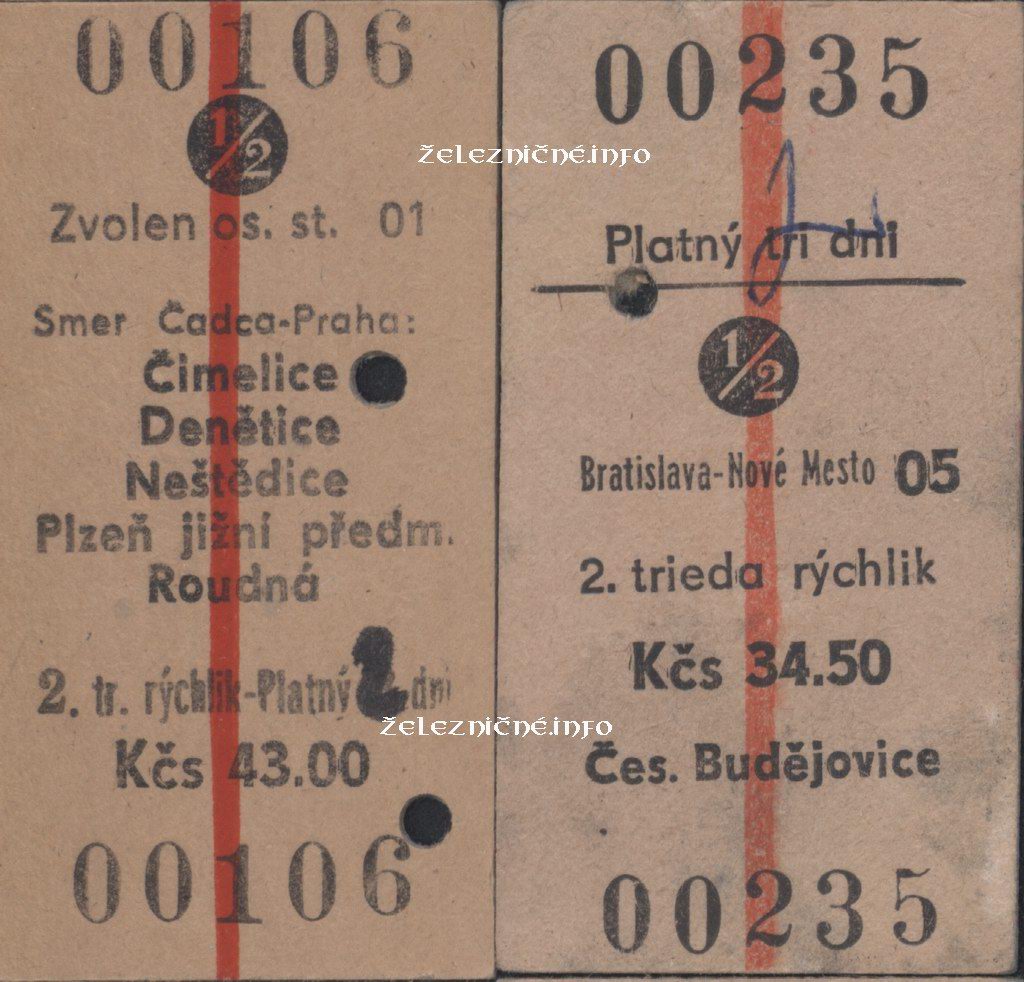 00106
1/2
Zvolen os. st. 01
Smer Čadca-Praha:
Čimelice
Denětice
Neštědice
Plzeň jižní předm.
Roudná
2. tr. rýchlik-Platný 2 dni
Kčs 43.00
00106
00235
železničné.info
Platný tri dni
1/2
Bratislava-Nové Mesto 05
2. trieda rýchlik
Kčs 34.50
železničné.info
Čes. Budějovice
00235